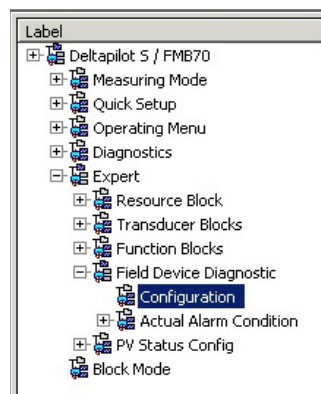 Label
Deltapilot S / FMB70
Measuring Mode
Quick Setup
Operating Menu
Diagnostics
Expert
Resource Block
Transducer Blocks
Function Blocks
Field Device Diagnostic
Configuration
Actual Alarm Condition
PV Status Config
Block Mode